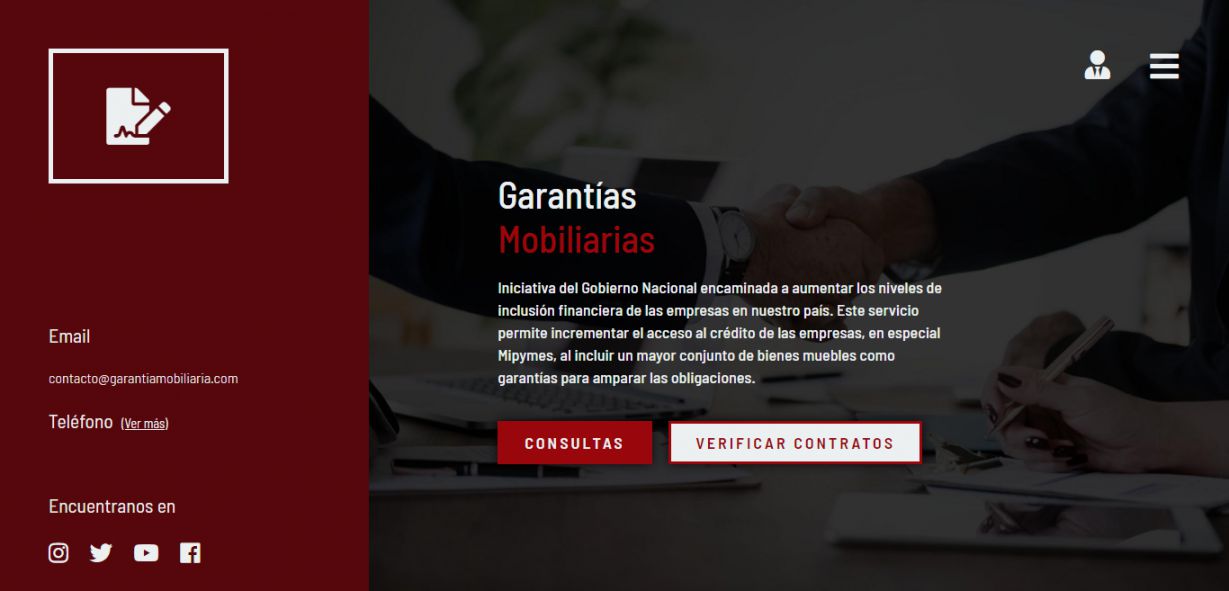 Garantías
Mobiliarias
Iniciativa del Gobierno Nacional encaminada a aumentar los niveles de
inclusión financiera de las empresas en nuestro país. Este servicio
permite incrementar el acceso al crédito de las empresas, en especial
Mipymes, al incluir un mayor conjunto de bienes muebles como
garantías para amparar las obligaciones.
CONSULTAS
VERIFICAR CONTRATOS
Email
contacto@garantiamobiliaria.com
Teléfono (Ver más)
Encuentranos en